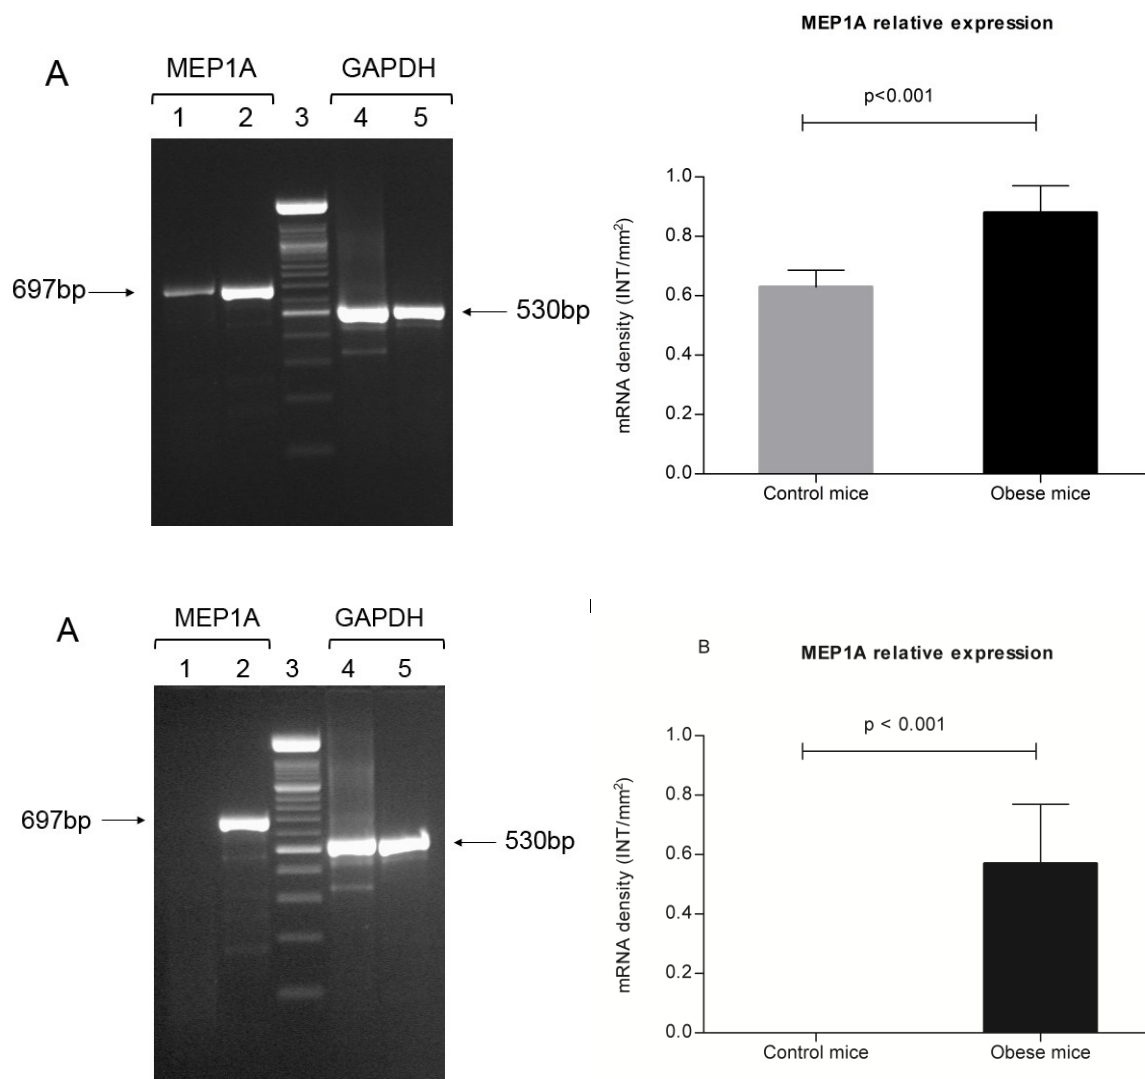 A
MEP1A GAPDH
1 2 3 4 5
697bp
530bp
MEP1A relative expression
p<0.001
mRNA density (INT/mm²)
1.0
0.8
0.6
0.4
0.2
0.0
Control mice Obese mice
A
MEP1A GAPDH
1 2 3 4 5
697bp
530bp
B
MEP1A relative expression
p < 0.001
mRNA density (INT/mm²)
1.0
0.8
0.6
0.4
0.2
0.0
Control mice Obese mice